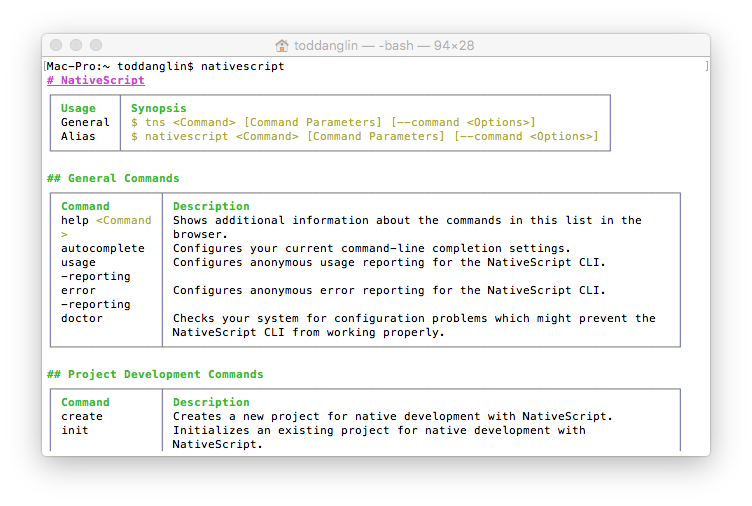 toddanglin — -bash — 94×28
[Mac-Pro:~ toddanglin$ nativescript ]
# NativeScript
Usage Synopsis
General $ tns <Command> [Command Parameters] [--command <Options>]
Alias $ nativescript <Command> [Command Parameters] [--command <Options>]
## General Commands
Command Description
help <Command Shows additional information about the commands in this list in the
> browser.
autocomplete Configures your current command-line completion settings.
usage Configures anonymous usage reporting for the NativeScript CLI.
-reporting
error Configures anonymous error reporting for the NativeScript CLI.
-reporting
doctor Checks your system for configuration problems which might prevent the
NativeScript CLI from working properly.
## Project Development Commands
Command Description
create Creates a new project for native development with NativeScript.
init Initializes an existing project for native development with
NativeScript.